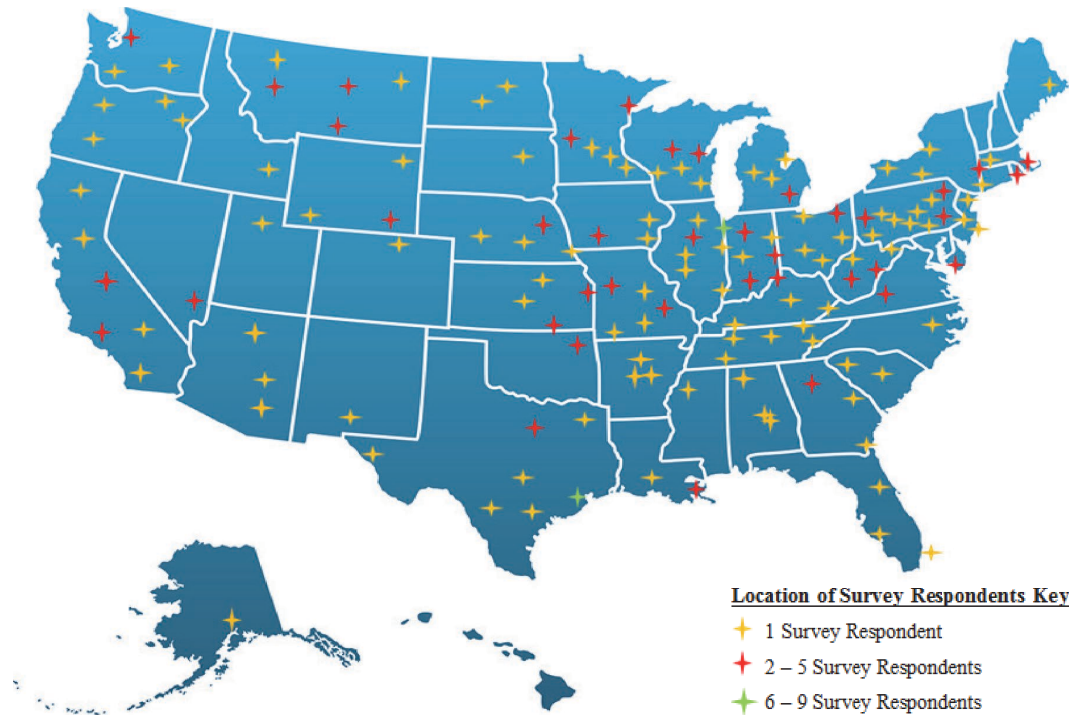 Location of Survey Respondents Key
1 Survey Respondent
2 – 5 Survey Respondents
6 – 9 Survey Respondents